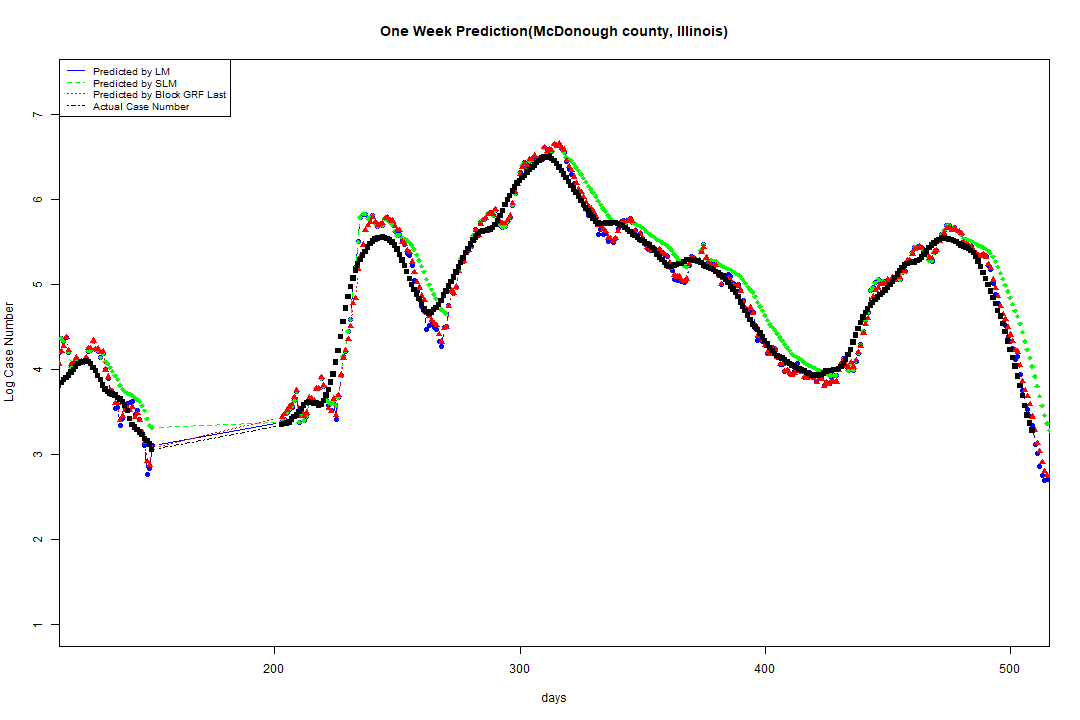 One Week Prediction(McDonough county, Illinois)
Predicted by LM
Predicted by SLM
Predicted by Block GRF Last
Actual Case Number
7
6
5
4
3
2
1
Log Case Number
200
300
400
500
days